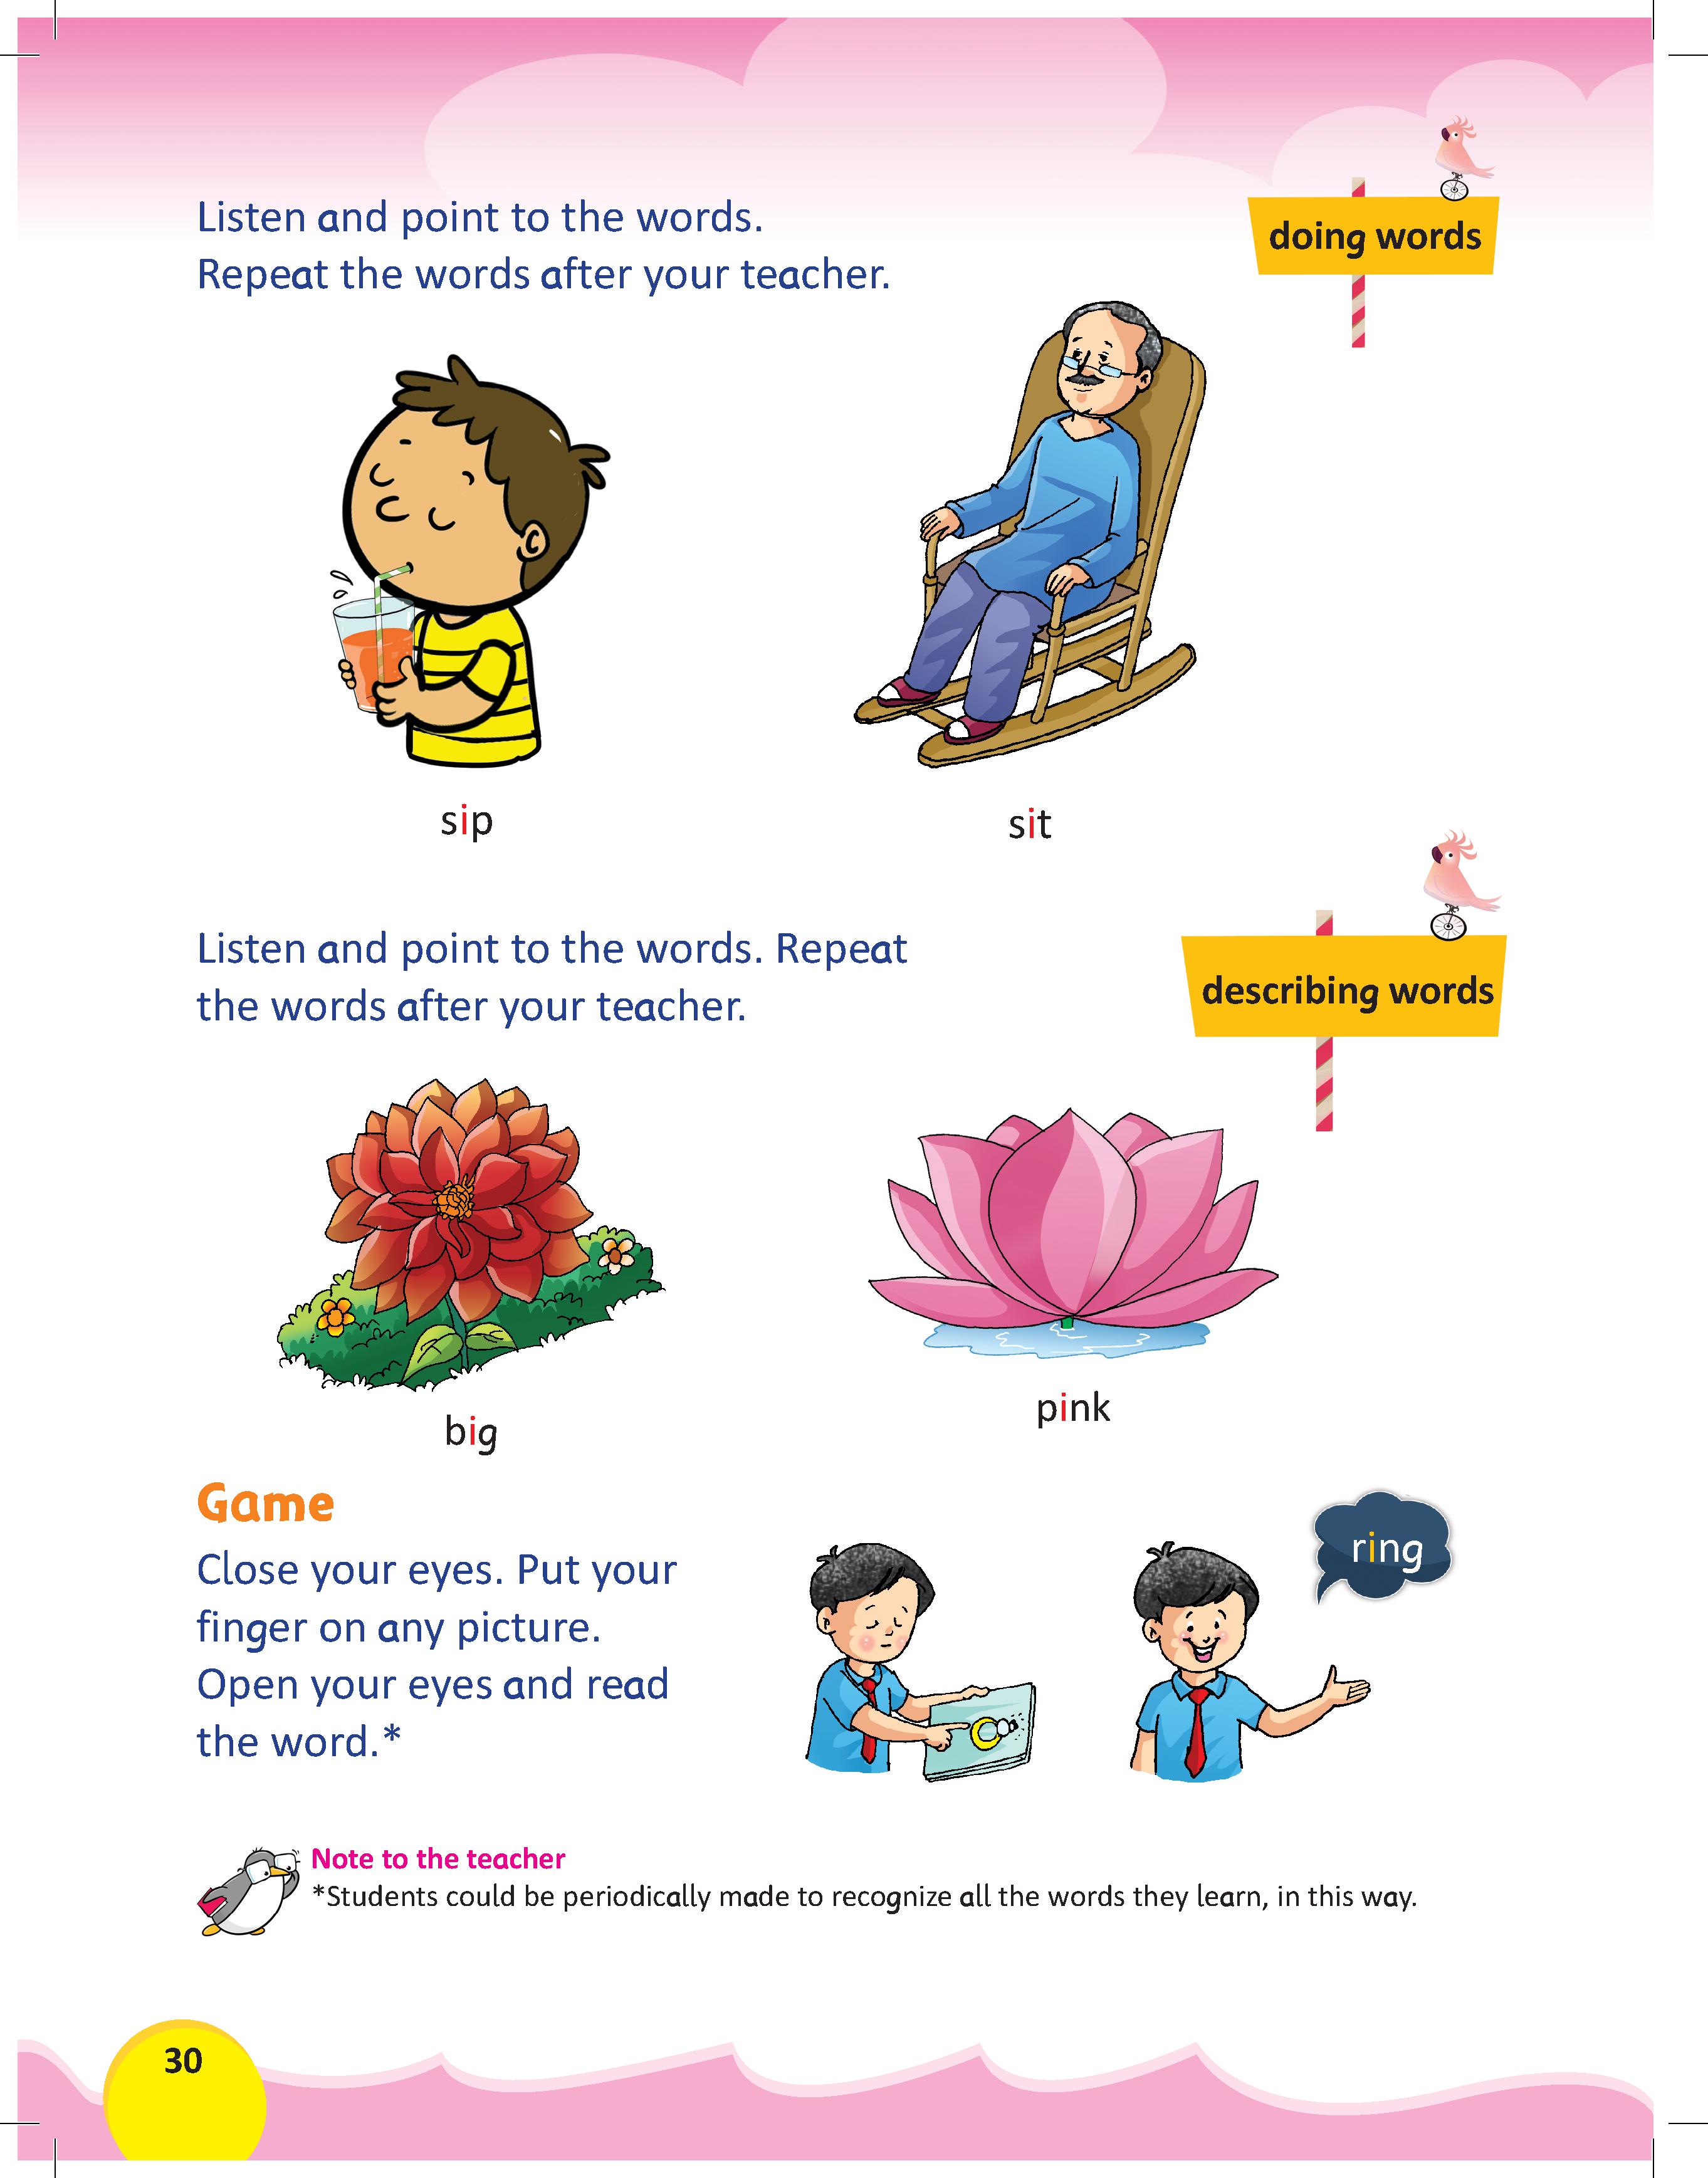 Listen and point to the words.
Repeat the words after your teacher.
doing words
sip
sit
Listen and point to the words. Repeat
the words after your teacher.
describing words
big
pink
Game
Close your eyes. Put your
finger on any picture.
Open your eyes and read
the word.*
ring
Note to the teacher
*Students could be periodically made to recognize all the words they learn, in this way.
30